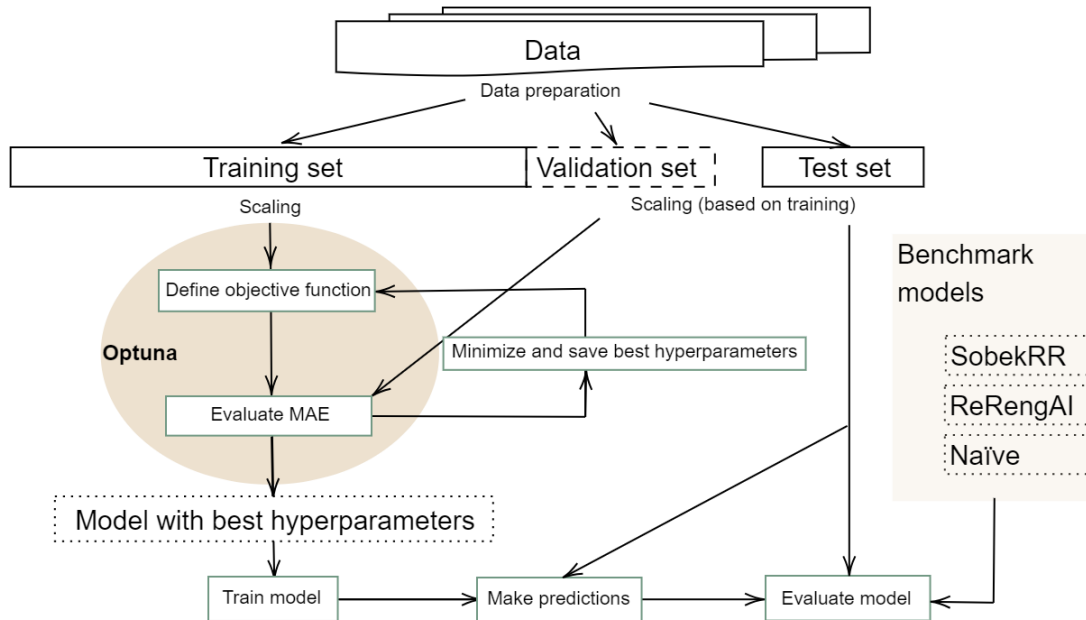 Data
Data preparation
Training set
Validation set
Test set
Scaling
Scaling (based on training)
Define objective function
Optuna
Minimize and save best hyperparameters
Evaluate MAE
Benchmark
models
SobekRR
ReRengAI
Naïve
Model with best hyperparameters
Train model
Make predictions
Evaluate model